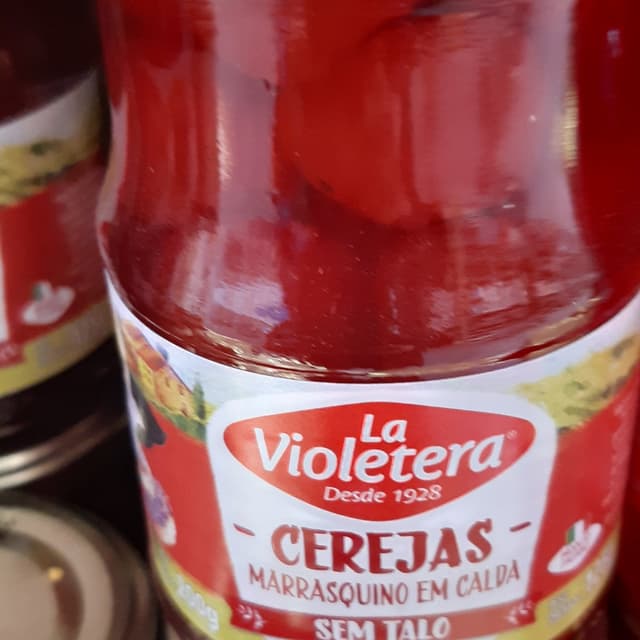 La
Violetera®
Desde 1928
- CEREJAS -
MARRASQUINO EM CALDA
SEM TALO